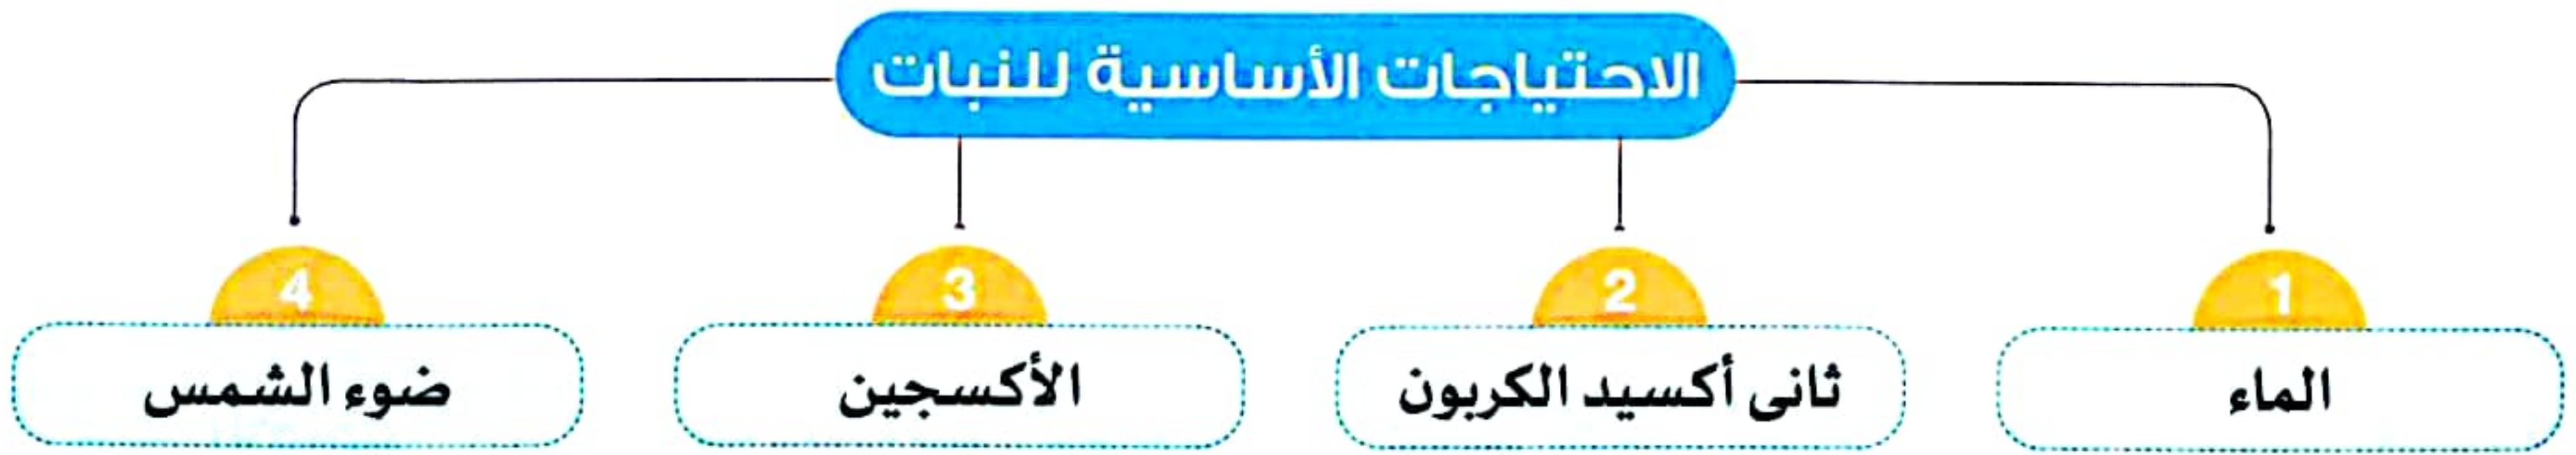 الاحتياجات الأساسية للنبات
1
الماء
2
ثانى أكسيد الكربون
3
الأكسجين
4
ضوء الشمس